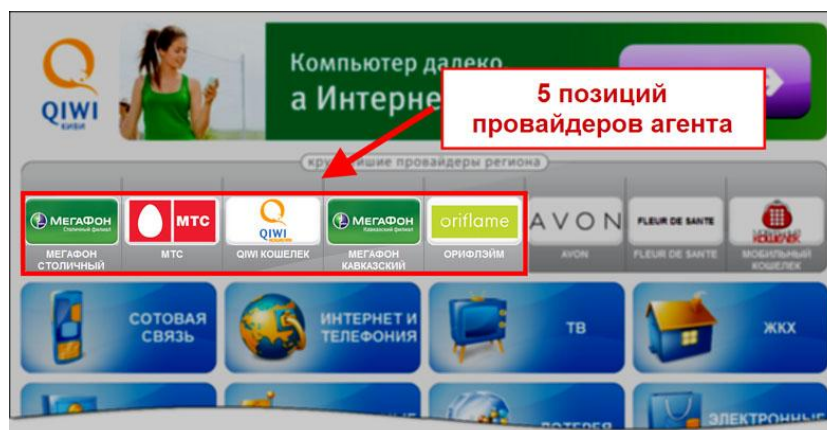 QIWI
КИВИ
Компьютер далеко,
а Интерне
5 позиций
провайдеров агента
провайдеры региона
МЕГАФОН
Столичный филиал
МТС
QIWI
КОШЕЛЕК
МЕГАФОН
Кавказский филиал
oriflame
AVON
FLEUR DE SANTE
МОБИЛЬНЫЙ
КОШЕЛЕК
МЕГАФОН
СТОЛИЧНЫЙ
МТС
QIWI КОШЕЛЕК
МЕГАФОН
КАВКАЗСКИЙ
ОРИФЛЭЙМ
AVON
FLEUR DE SANTE
МОБИЛЬНЫЙ
КОШЕЛЕК
СОТОВАЯ
СВЯЗЬ
ИНТЕРНЕТ И
ТЕЛЕФОНИЯ
ТВ
ЖКХ
ЛОТЕРЕЯ
ЭЛЕКТРОННЫЕ